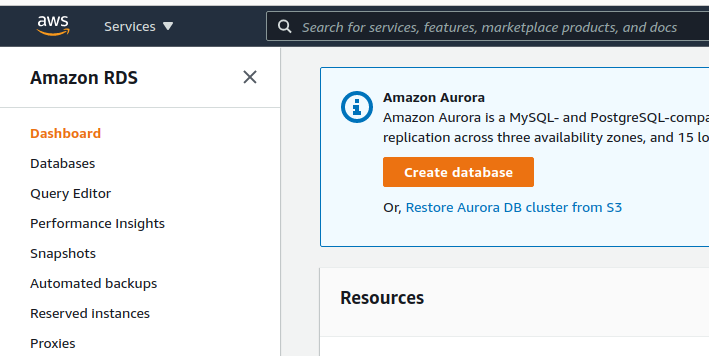 aws
Services
Search for services, features, marketplace products, and docs
Amazon RDS
Dashboard
Databases
Query Editor
Performance Insights
Snapshots
Automated backups
Reserved instances
Proxies
Amazon Aurora
Amazon Aurora is a MySQL- and PostgreSQL-compa
replication across three availability zones, and 15 lo
Create database
Or, Restore Aurora DB cluster from S3
Resources